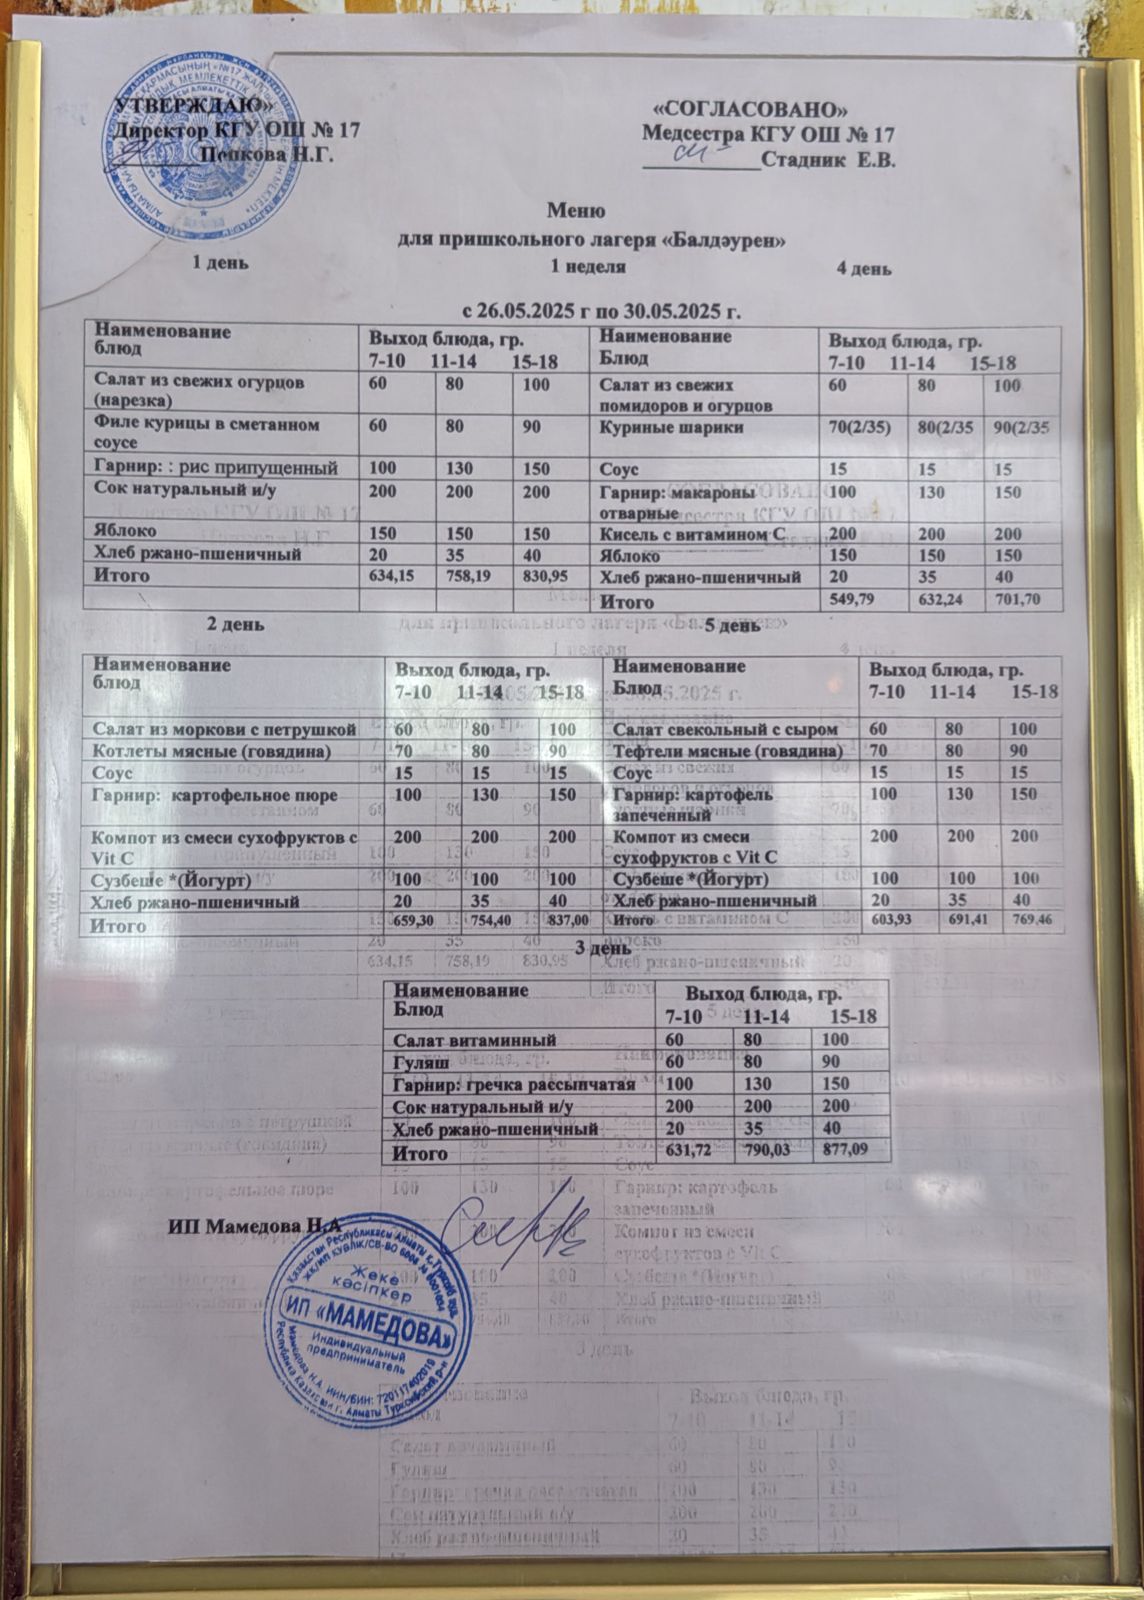 УТВЕРЖДАЮ»
Директор КГУ ОШ № 17
Попкова Н.Г.
«СОГЛАСОВАНО»
Медсестра КГУ ОШ № 17
Стадник Е.В.
Меню
для пришкольного лагеря «Балдәурен»
1 день 1 неделя 4 день
с 26.05.2025 г по 30.05.2025 г.
Наименование блюд Выход блюда, гр. 7-10 11-14 15-18
Салат из свежих огурцов (нарезка) 60 80 100
Филе курицы в сметанном соусе 60 80 90
Гарнир: : рис припущенный 100 130 150
Сок натуральный и/у 200 200 200
Яблоко 150 150 150
Хлеб ржано-пшеничный 20 35 40
Итого 634,15 758,19 830,95
Наименование Блюд Выход блюда, гр. 7-10 11-14 15-18
Салат из свежих помидоров и огурцов 60 80 100
Куриные шарики 70(2/35) 80(2/35 90(2/35
Соус 15 15 15
Гарнир: макароны отварные 100 130 150
Кисель с витамином С 200 200 200
Яблоко 150 150 150
Хлеб ржано-пшеничный 20 35 40
Итого 549,79 632,24 701,70
2 день 5 день
Наименование блюд Выход блюда, гр. 7-10 11-14 15-18
Салат из моркови с петрушкой 60 80 100
Котлеты мясные (говядина) 70 80 90
Соус 15 15 15
Гарнир: картофельное пюре 100 130 150
Компот из смеси сухофруктов с Vit C 200 200 200
Сузбеше *(Йогурт) 100 100 100
Хлеб ржано-пшеничный 20 35 40
Итого 659,30 754,40 837,00
Наименование Блюд Выход блюда, гр. 7-10 11-14 15-18
Салат свекольный с сыром 60 80 100
Тефтели мясные (говядина) 70 80 90
Соус 15 15 15
Гарнир: картофель запеченный 100 130 150
Компот из смеси сухофруктов с Vit C 200 200 200
Сузбеше *(Йогурт) 100 100 100
Хлеб ржано-пшеничный 20 35 40
Итого 603,93 691,41 769,46
3 день
Наименование Блюд Выход блюда, гр. 7-10 11-14 15-18
Салат витаминный 60 80 100
Гуляш 60 80 90
Гарнир: гречка рассыпчатая 100 130 150
Сок натуральный и/у 200 200 200
Хлеб ржано-пшеничный 20 35 40
Итого 631,72 790,03 877,09
ИП Мамедова Н.А
Жеке кәсіпкер
ИП «МАМЕДОВА»
Индивидуальный предприниматель
Мамедова Н.А. ИИН/БИН: 720117402019